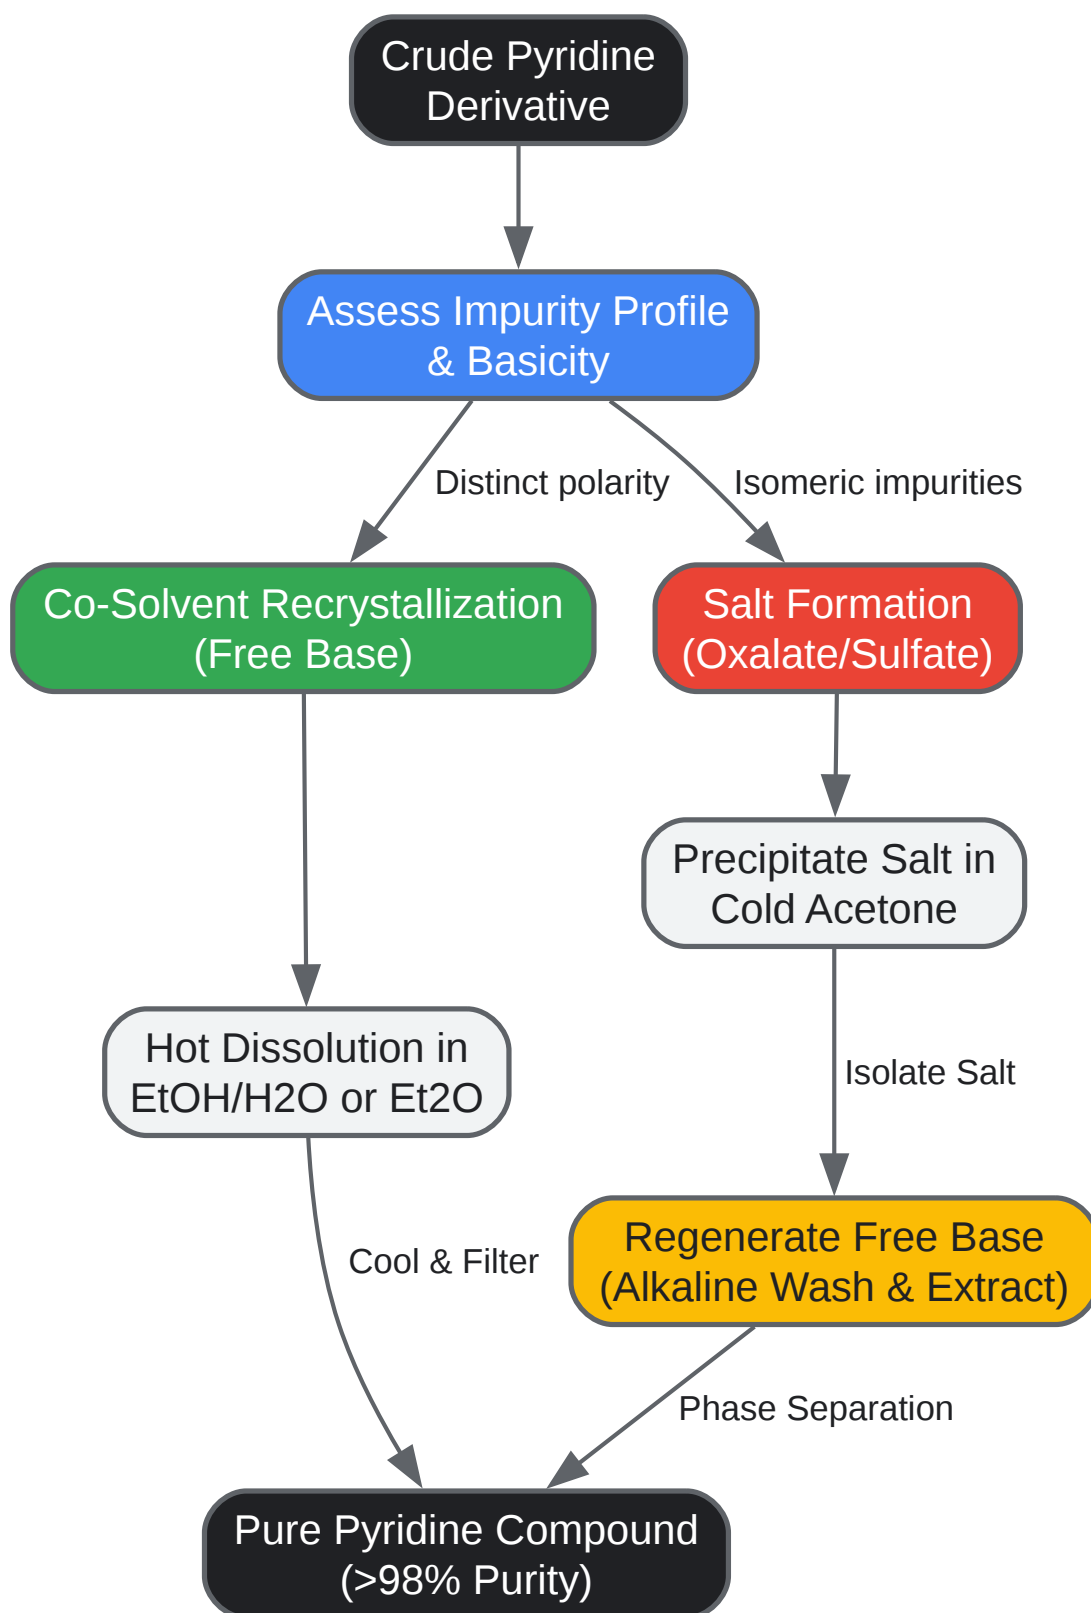 Crude Pyridine
Derivative
Assess Impurity Profile
& Basicity
Distinct polarity
Isomeric impurities
Co-Solvent Recrystallization
(Free Base)
Salt Formation
(Oxalate/Sulfate)
Precipitate Salt in
Cold Acetone
Hot Dissolution in
EtOH/H2O or Et2O
Isolate Salt
Regenerate Free Base
(Alkaline Wash & Extract)
Cool & Filter
Phase Separation
Pure Pyridine Compound
(>98% Purity)